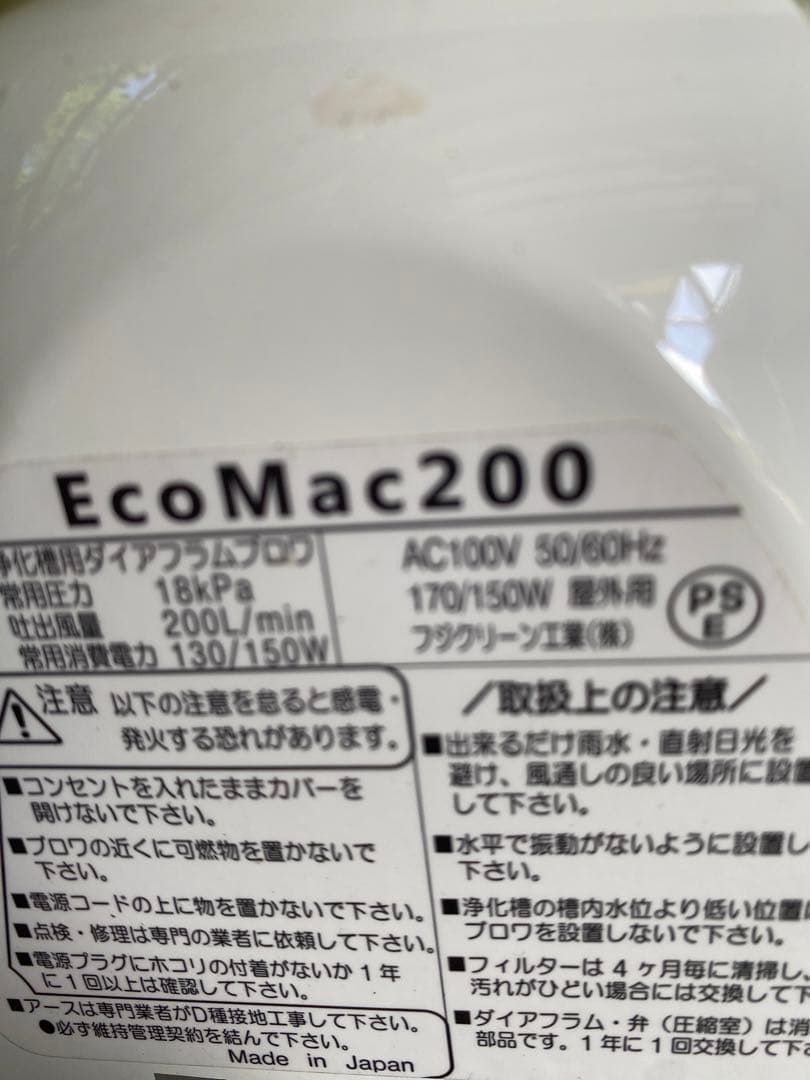 EcoMac200
浄化槽用ダイアフラムブロワ
常用圧力 18kPa
吐出風量 200L/min
常用消費電力 130/150W
AC100V 50/60Hz
170/150W 屋外用
フジクリーン工業(株)
PS
E
注意 以下の注意を怠ると感電・
発火する恐れがあります。
■コンセントを入れたままカバーを
開けないで下さい。
■ブロワの近くに可燃物を置かないで
下さい。
■電源コードの上に物を置かないで下さい。
■点検・修理は専門の業者に依頼して下さい。
■電源プラグにホコリの付着がないか1年
に1回以上は確認して下さい。
■アースは専門業者がD種接地工事して下さい。
●必ず維持管理契約を結んで下さい。
Made in Japan
/取扱上の注意/
■出来るだけ雨水・直射日光を
避け、風通しの良い場所に設置
して下さい。
■水平で振動がないように設置し
下さい。
■浄化槽の槽内水位より低い位置に
ブロワを設置しないで下さい。
■フィルターは4ヶ月毎に清掃し、
汚れがひどい場合には交換して下
■ダイアフラム・弁(圧縮室)は消
部品です。1年に1回交換して下さ